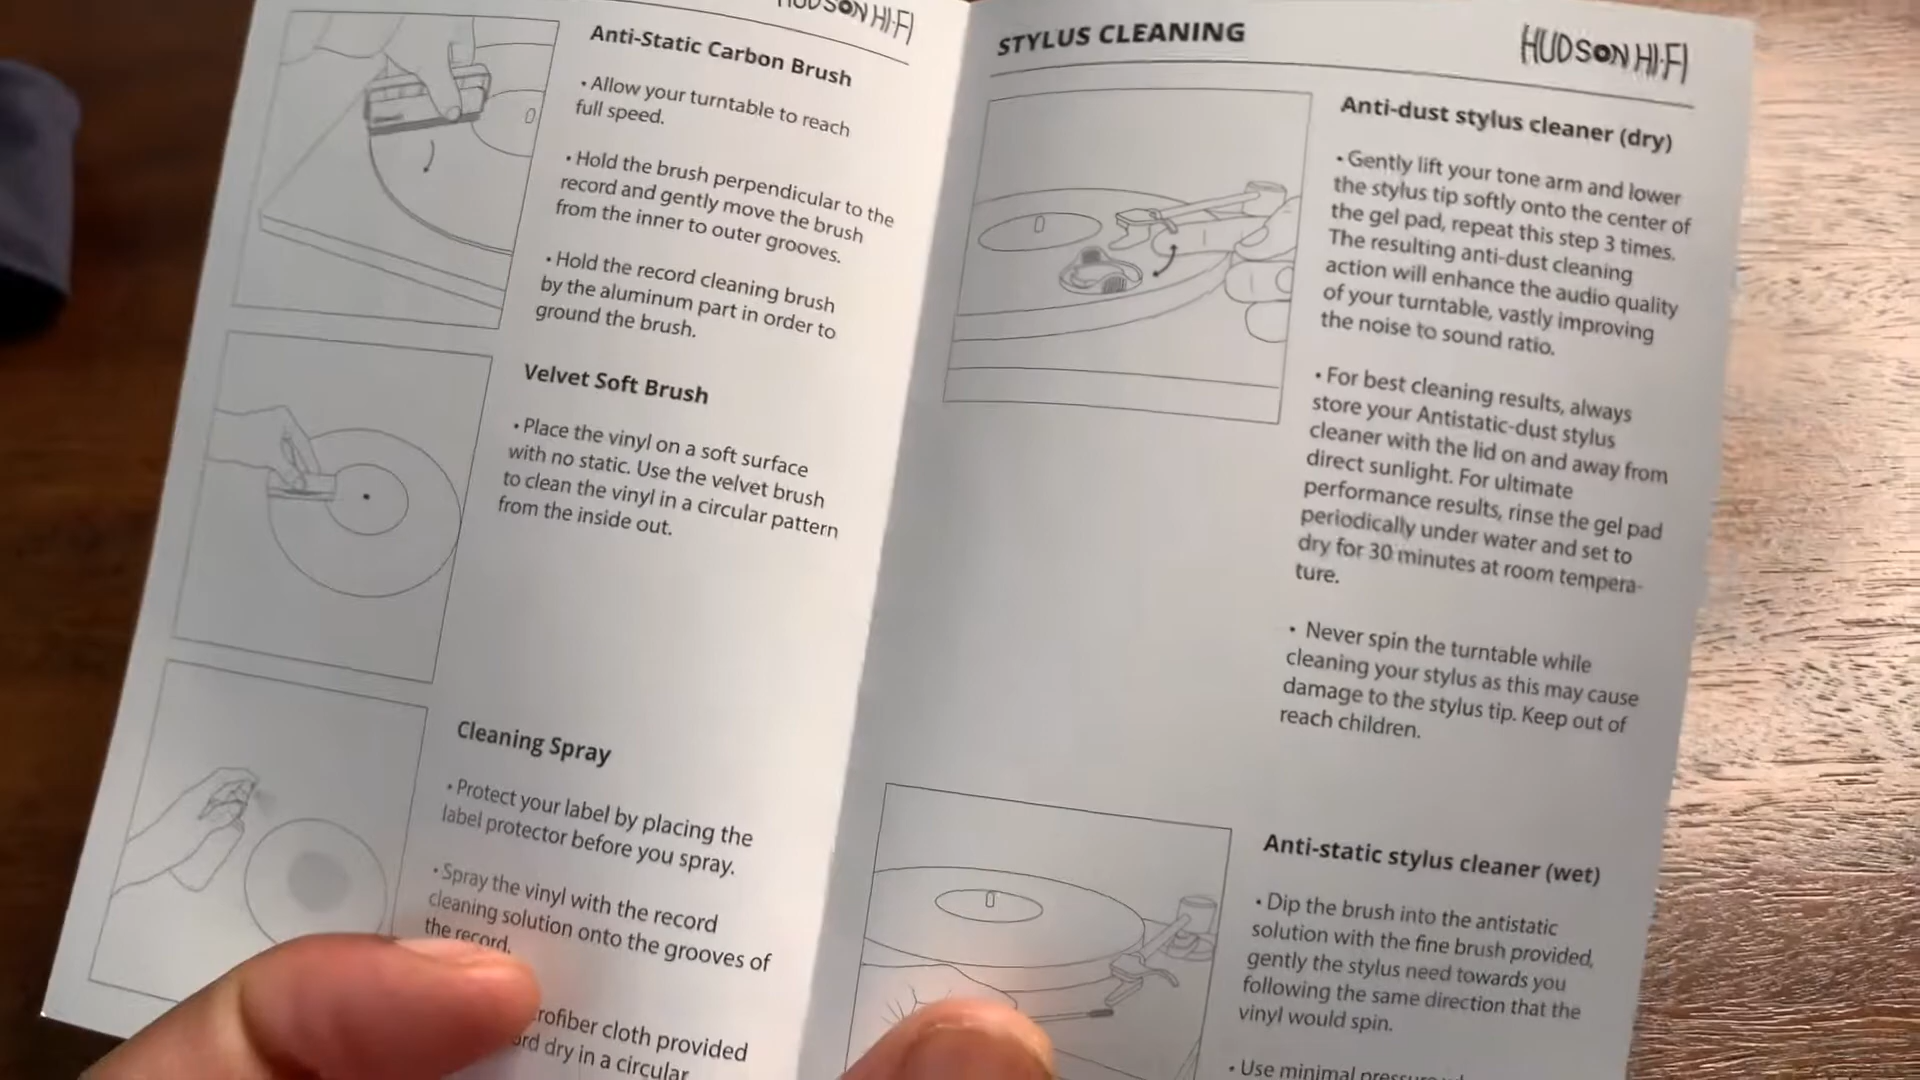 HUDSON HI-FI
Anti-Static Carbon Brush
• Allow your turntable to reach
full speed.
• Hold the brush perpendicular to the
record and gently move the brush
from the inner to outer grooves.
• Hold the record cleaning brush
by the aluminum part in order to
ground the brush.
Velvet Soft Brush
• Place the vinyl on a soft surface
with no static. Use the velvet brush
to clean the vinyl in a circular pattern
from the inside out.
Cleaning Spray
• Protect your label by placing the
label protector before you spray.
• Spray the vinyl with the record
cleaning solution onto the grooves of
the record.
cloth provided
dry in a circular
STYLUS CLEANING
HUDSON HI-FI
Anti-dust stylus cleaner (dry)
• Gently lift your tone arm and lower
the stylus tip softly onto the center of
the gel pad, repeat this step 3 times.
The resulting anti-dust cleaning
action will enhance the audio quality
of your turntable, vastly improving
the noise to sound ratio.
• For best cleaning results, always
store your Antistatic-dust stylus
cleaner with the lid on and away from
direct sunlight. For ultimate
performance results, rinse the gel pad
periodically under water and set to
dry for 30 minutes at room tempera-
ture.
• Never spin the turntable while
cleaning your stylus as this may cause
damage to the stylus tip. Keep out of
reach children.
Anti-static stylus cleaner (wet)
• Dip the brush into the antistatic
solution with the fine brush provided,
gently the stylus need towards you
following the same direction that the
vinyl would spin.
• Use minimal